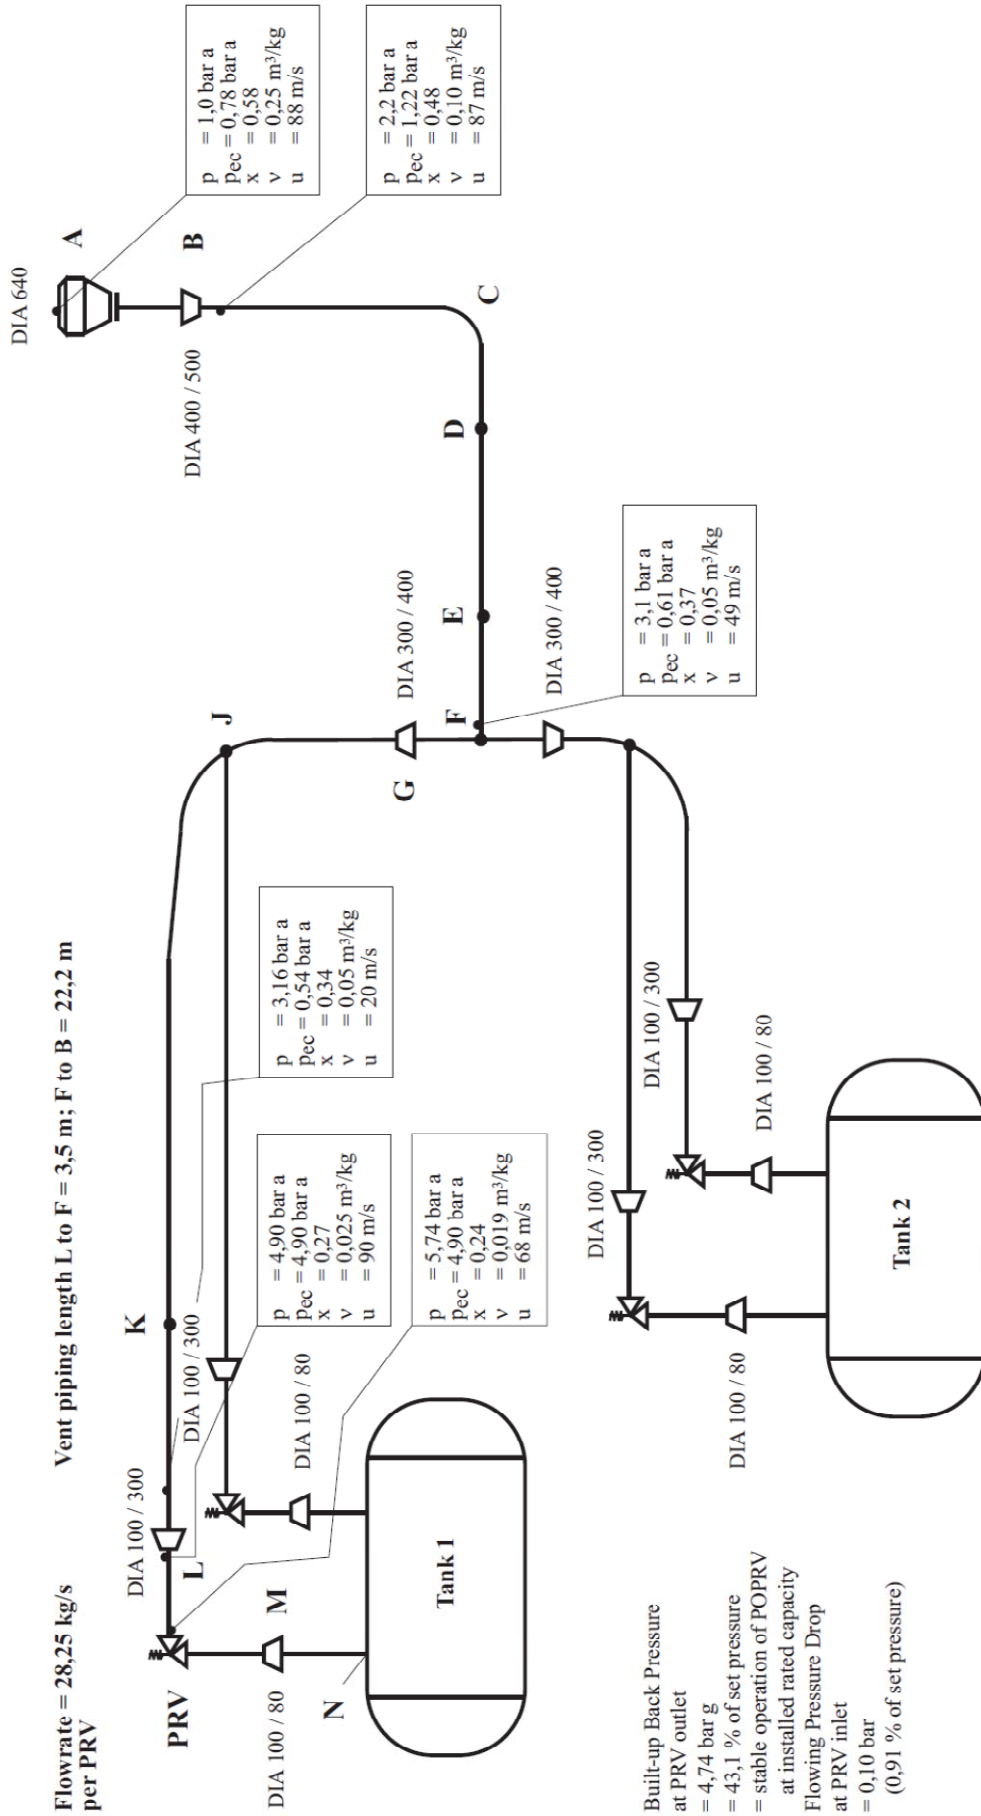 Flowrate = 28,25 kg/s
per PRV
Vent piping length L to F = 3,5 m; F to B = 22,2 m
DIA 640
A
p = 1,0 bar a
pec = 0,78 bar a
x = 0,58
v = 0,25 m³/kg
u = 88 m/s
DIA 400 / 500
B
p = 2,2 bar a
pec = 1,22 bar a
x = 0,48
v = 0,10 m³/kg
u = 87 m/s
C
D
E
F
p = 3,1 bar a
pec = 0,61 bar a
x = 0,37
v = 0,05 m³/kg
u = 49 m/s
DIA 300 / 400
DIA 300 / 400
G
J
K
DIA 100 / 300
DIA 100 / 300
p = 3,16 bar a
pec = 0,54 bar a
x = 0,34
v = 0,05 m³/kg
u = 20 m/s
L
p = 4,90 bar a
pec = 4,90 bar a
x = 0,27
v = 0,025 m³/kg
u = 90 m/s
p = 5,74 bar a
pec = 4,90 bar a
x = 0,24
v = 0,019 m³/kg
u = 68 m/s
PRV
M
DIA 100 / 80
DIA 100 / 80
N
Tank 1
DIA 100 / 300
DIA 100 / 300
DIA 100 / 80
DIA 100 / 80
Tank 2
Built-up Back Pressure
at PRV outlet
= 4,74 bar g
= 43,1 % of set pressure
= stable operation of POPRV
at installed rated capacity
Flowing Pressure Drop
at PRV inlet
= 0,10 bar
(0,91 % of set pressure)